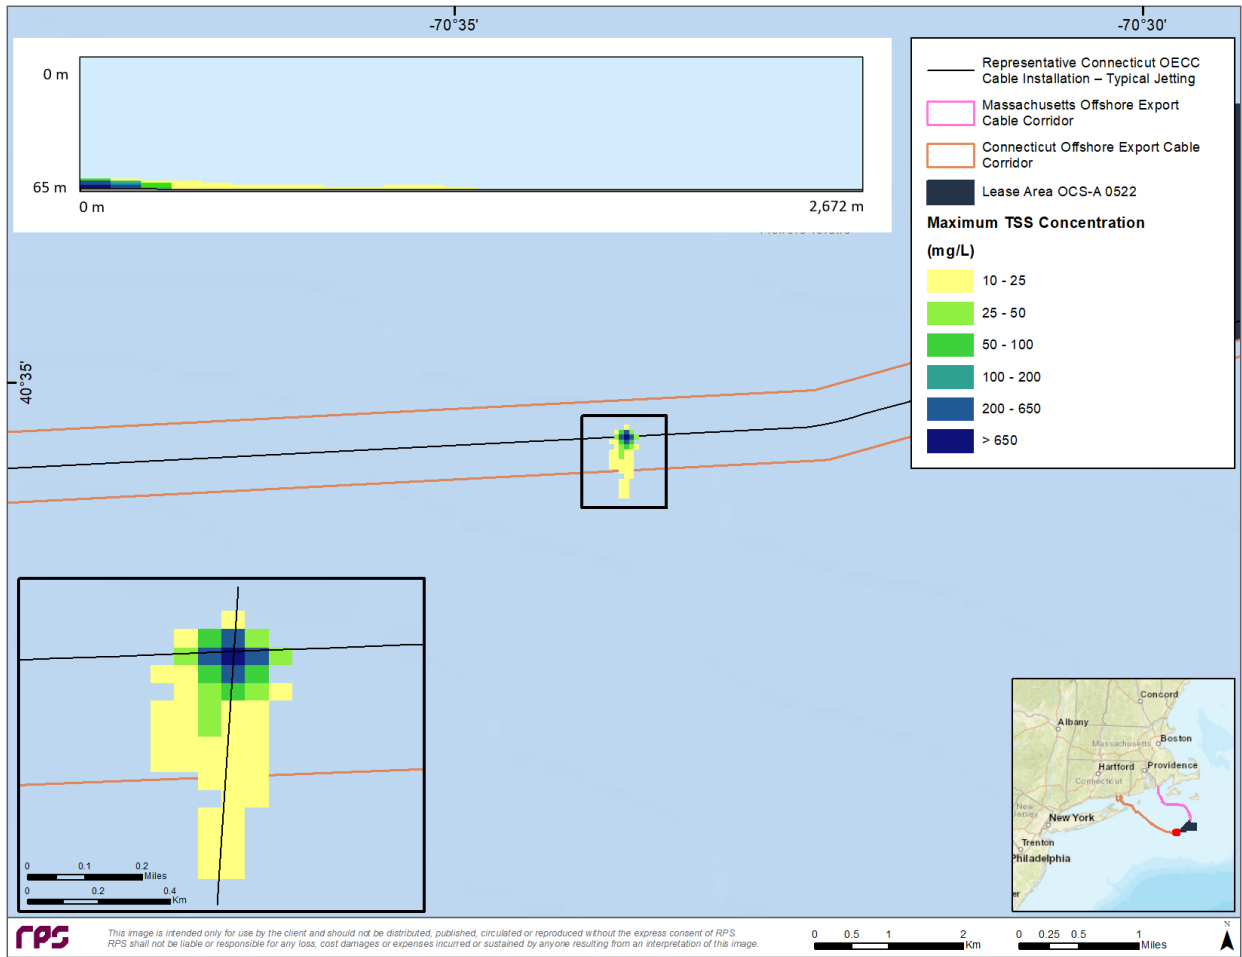 -70°35'
-70°30'
0 m
65 m
0 m
2,672 m
Representative Connecticut OECC
Cable Installation – Typical Jetting
Massachusetts Offshore Export
Cable Corridor
Connecticut Offshore Export Cable
Corridor
Lease Area OCS-A 0522
Maximum TSS Concentration
(mg/L)
10 - 25
25 - 50
50 - 100
100 - 200
200 - 650
> 650
40°35'
0 0.1 0.2
Miles
0 0.2 0.4
Km
Concord
Albany
Massachusetts
Boston
Hartford
Providence
Connecticut
New
Jersey
New York
Trenton
Philadelphia
er
rps
This image is intended only for use by the client and should not be distributed, published, circulated or reproduced without the express consent of RPS.
RPS shall not be liable or responsible for any loss, cost damages or expenses incurred or sustained by anyone resulting from an interpretation of this image.
0 0.5 1 2
Km
0 0.25 0.5 1
Miles
N